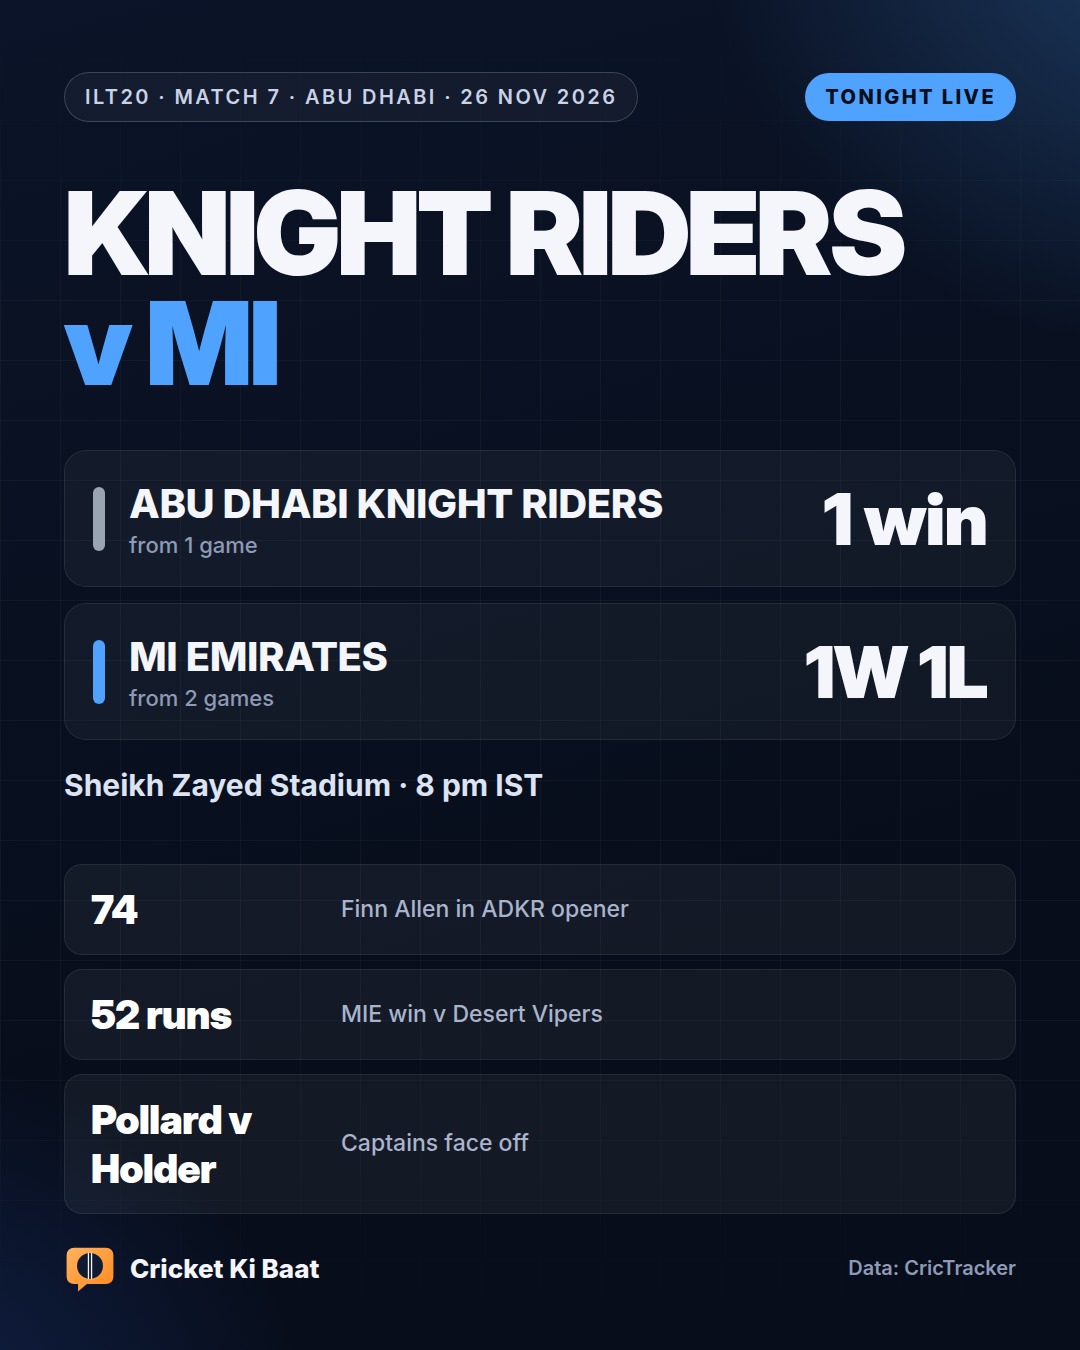 ILT20 · MATCH 7 · ABU DHABI · 26 NOV 2026
TONIGHT LIVE
KNIGHT RIDERS
v MI
ABU DHABI KNIGHT RIDERS
from 1 game
1 win
MI EMIRATES
from 2 games
1W 1L
Sheikh Zayed Stadium · 8 pm IST
74
Finn Allen in ADKR opener
52 runs
MIE win v Desert Vipers
Pollard v
Holder
Captains face off
Cricket Ki Baat
Data: CricTracker